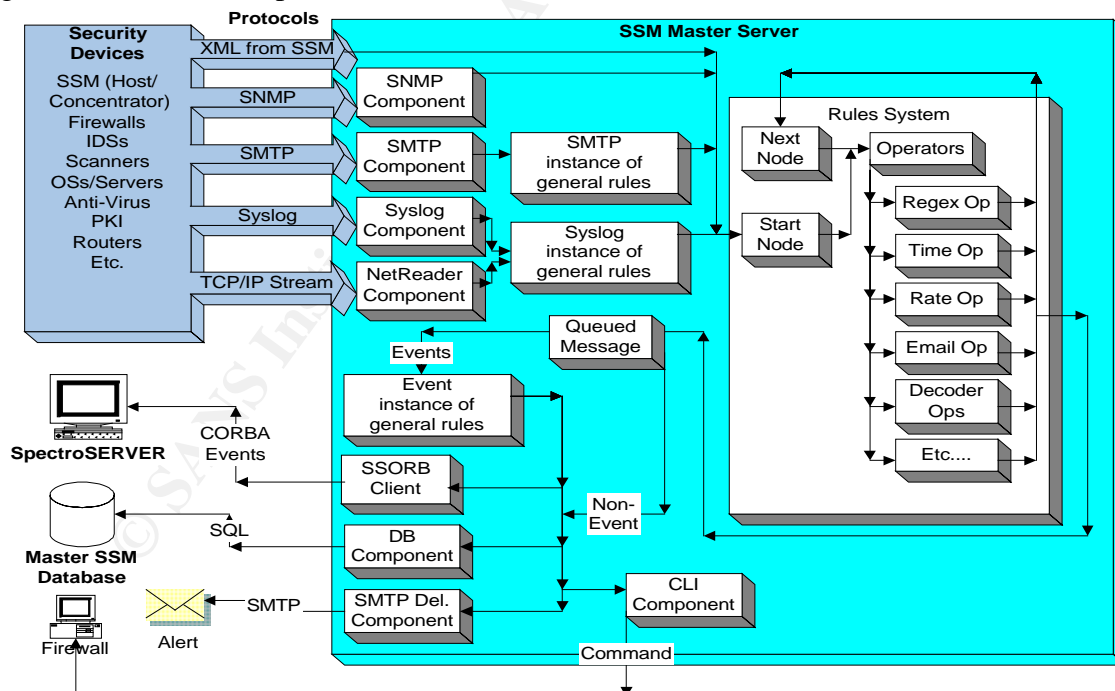 Protocols
Security
Devices
SSM (Host/
Concentrator)
Firewalls
IDSs
Scanners
OSs/Servers
Anti-Virus
PKI
Routers
Etc.
XML from SSM
SNMP
SMTP
Syslog
TCP/IP Stream
SSM Master Server
SNMP
Component
SMTP
Component
Syslog
Component
NetReader
Component
SMTP
instance of
general rules
Syslog
instance of
general rules
Rules System
Next
Node
Start
Node
Operators
Regex Op
Time Op
Rate Op
Email Op
Decoder
Ops
Etc....
Queued
Message
Events
Event
instance of
general rules
Non-
Event
SSORB
Client
DB
Component
SMTP Del.
Component
CLI
Component
Command
CORBA
Events
SQL
SMTP
SpectroSERVER
Master SSM
Database
Firewall
Alert
© SANS Insti